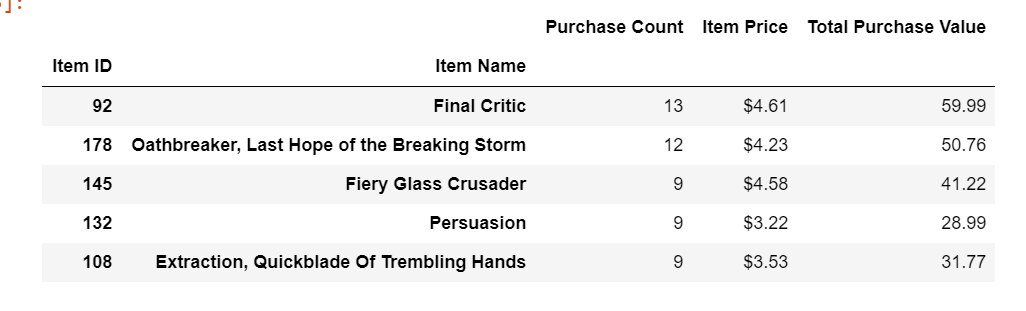 ]:
Purchase Count Item Price Total Purchase Value
Item ID Item Name
92 Final Critic 13 $4.61 59.99
178 Oathbreaker, Last Hope of the Breaking Storm 12 $4.23 50.76
145 Fiery Glass Crusader 9 $4.58 41.22
132 Persuasion 9 $3.22 28.99
108 Extraction, Quickblade Of Trembling Hands 9 $3.53 31.77